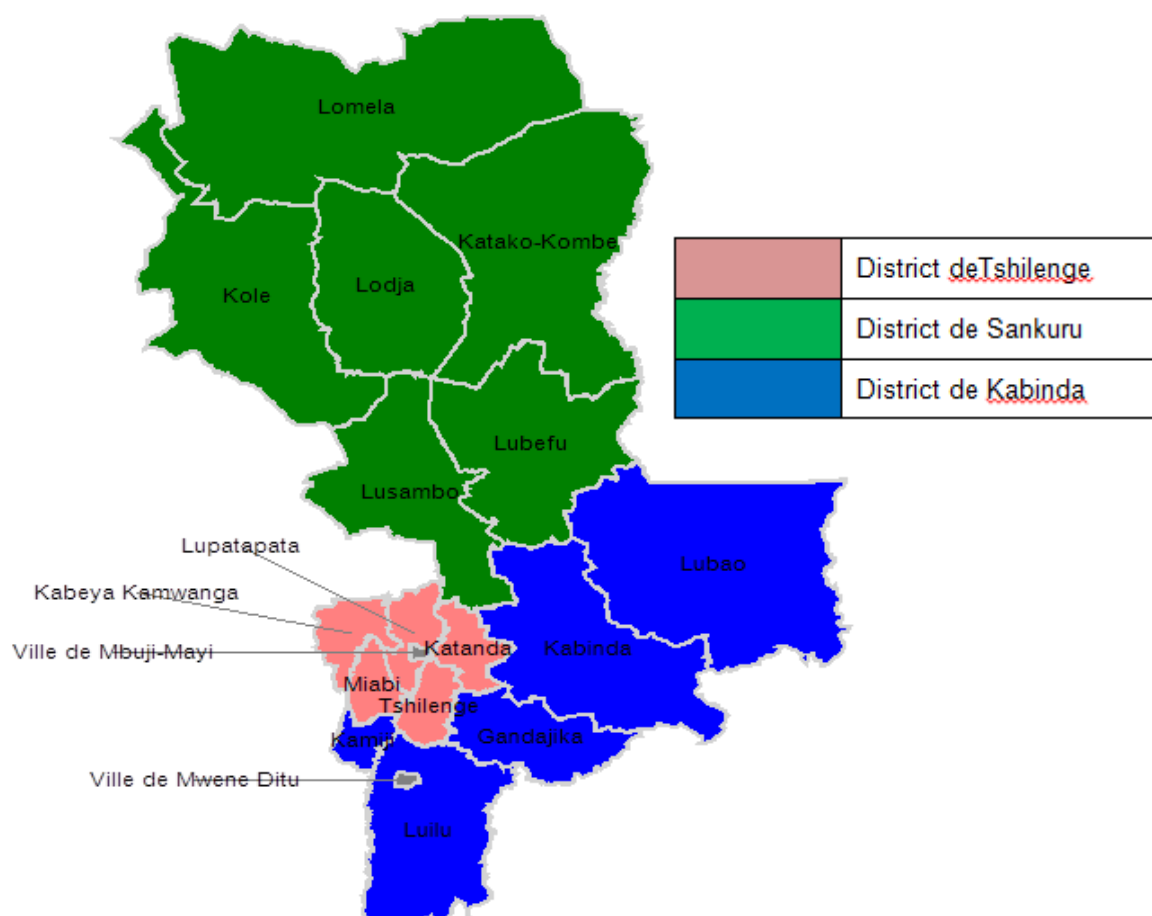 Lomela
Katako-Kombe
Lodja
Kole
District deTshilenge
District de Sankuru
District de Kabinda
Lubefu
Lusambo
Lupatapata
Lubao
Kabeya Kamwanga
Ville de Mbuji-Mayi
Katanda
Kabinda
Miabi
Tshilenge
Kamiji
Gandajika
Ville de Mwene Ditu
Luilu